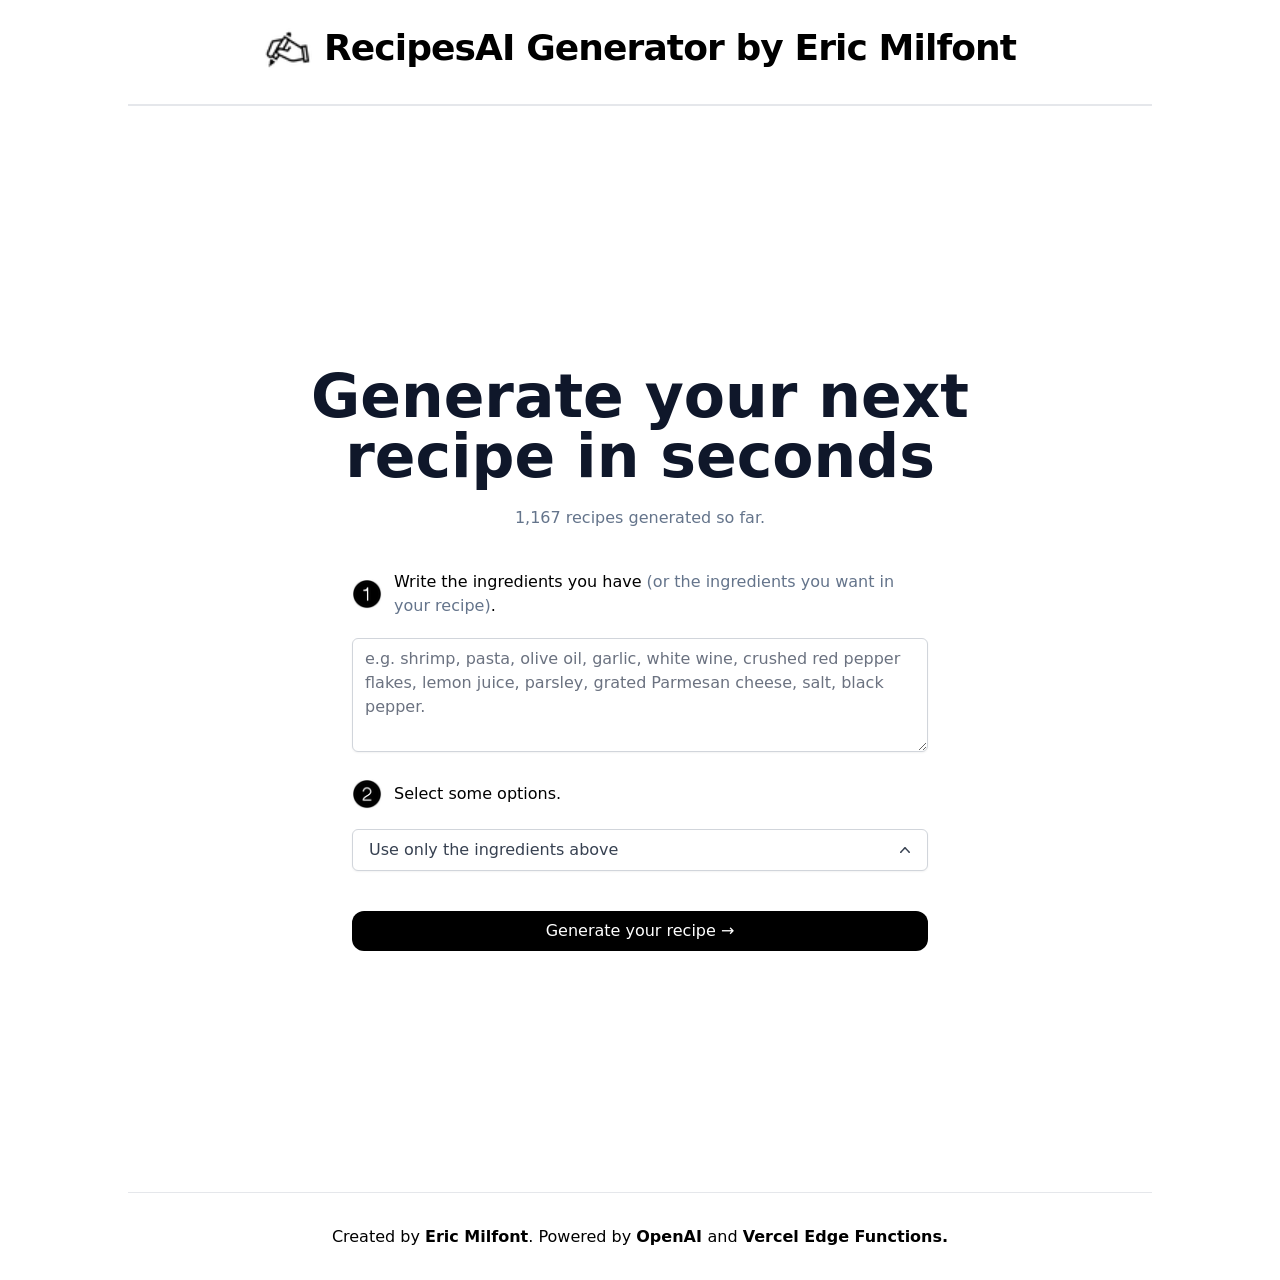 RecipesAI Generator by Eric Milfont
Generate your next
recipe in seconds
1,167 recipes generated so far.
1 Write the ingredients you have (or the ingredients you want in
your recipe).
e.g. shrimp, pasta, olive oil, garlic, white wine, crushed red pepper
flakes, lemon juice, parsley, grated Parmesan cheese, salt, black
pepper.
2 Select some options.
Use only the ingredients above
Generate your recipe →
Created by Eric Milfont. Powered by OpenAI and Vercel Edge Functions.